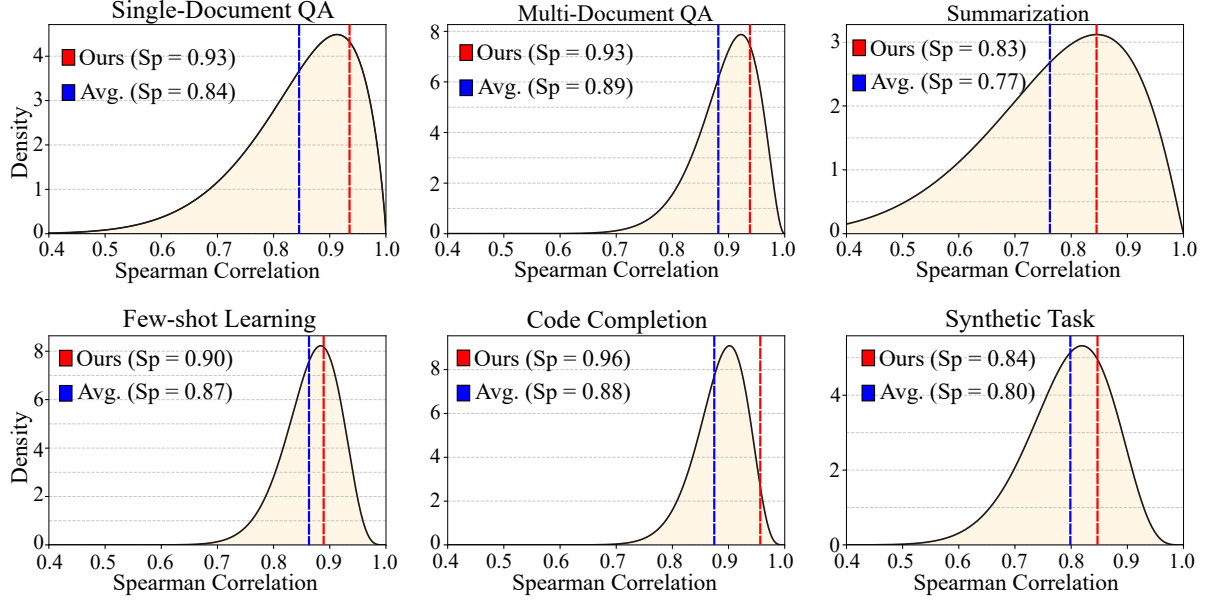 Single-Document QA
Ours (Sp = 0.93)
Avg. (Sp = 0.84)
Density
4
3
2
1
0
0.4 0.5 0.6 0.7 0.8 0.9 1.0
Spearman Correlation
Multi-Document QA
Ours (Sp = 0.93)
Avg. (Sp = 0.89)
8
6
4
2
0
0.4 0.5 0.6 0.7 0.8 0.9 1.0
Spearman Correlation
Summarization
Ours (Sp = 0.83)
Avg. (Sp = 0.77)
3
2
1
0
0.4 0.5 0.6 0.7 0.8 0.9 1.0
Spearman Correlation
Few-shot Learning
Ours (Sp = 0.90)
Avg. (Sp = 0.87)
Density
8
6
4
2
0
0.4 0.5 0.6 0.7 0.8 0.9 1.0
Spearman Correlation
Code Completion
Ours (Sp = 0.96)
Avg. (Sp = 0.88)
8
6
4
2
0
0.4 0.5 0.6 0.7 0.8 0.9 1.0
Spearman Correlation
Synthetic Task
Ours (Sp = 0.84)
Avg. (Sp = 0.80)
4
2
0
0.4 0.5 0.6 0.7 0.8 0.9 1.0
Spearman Correlation